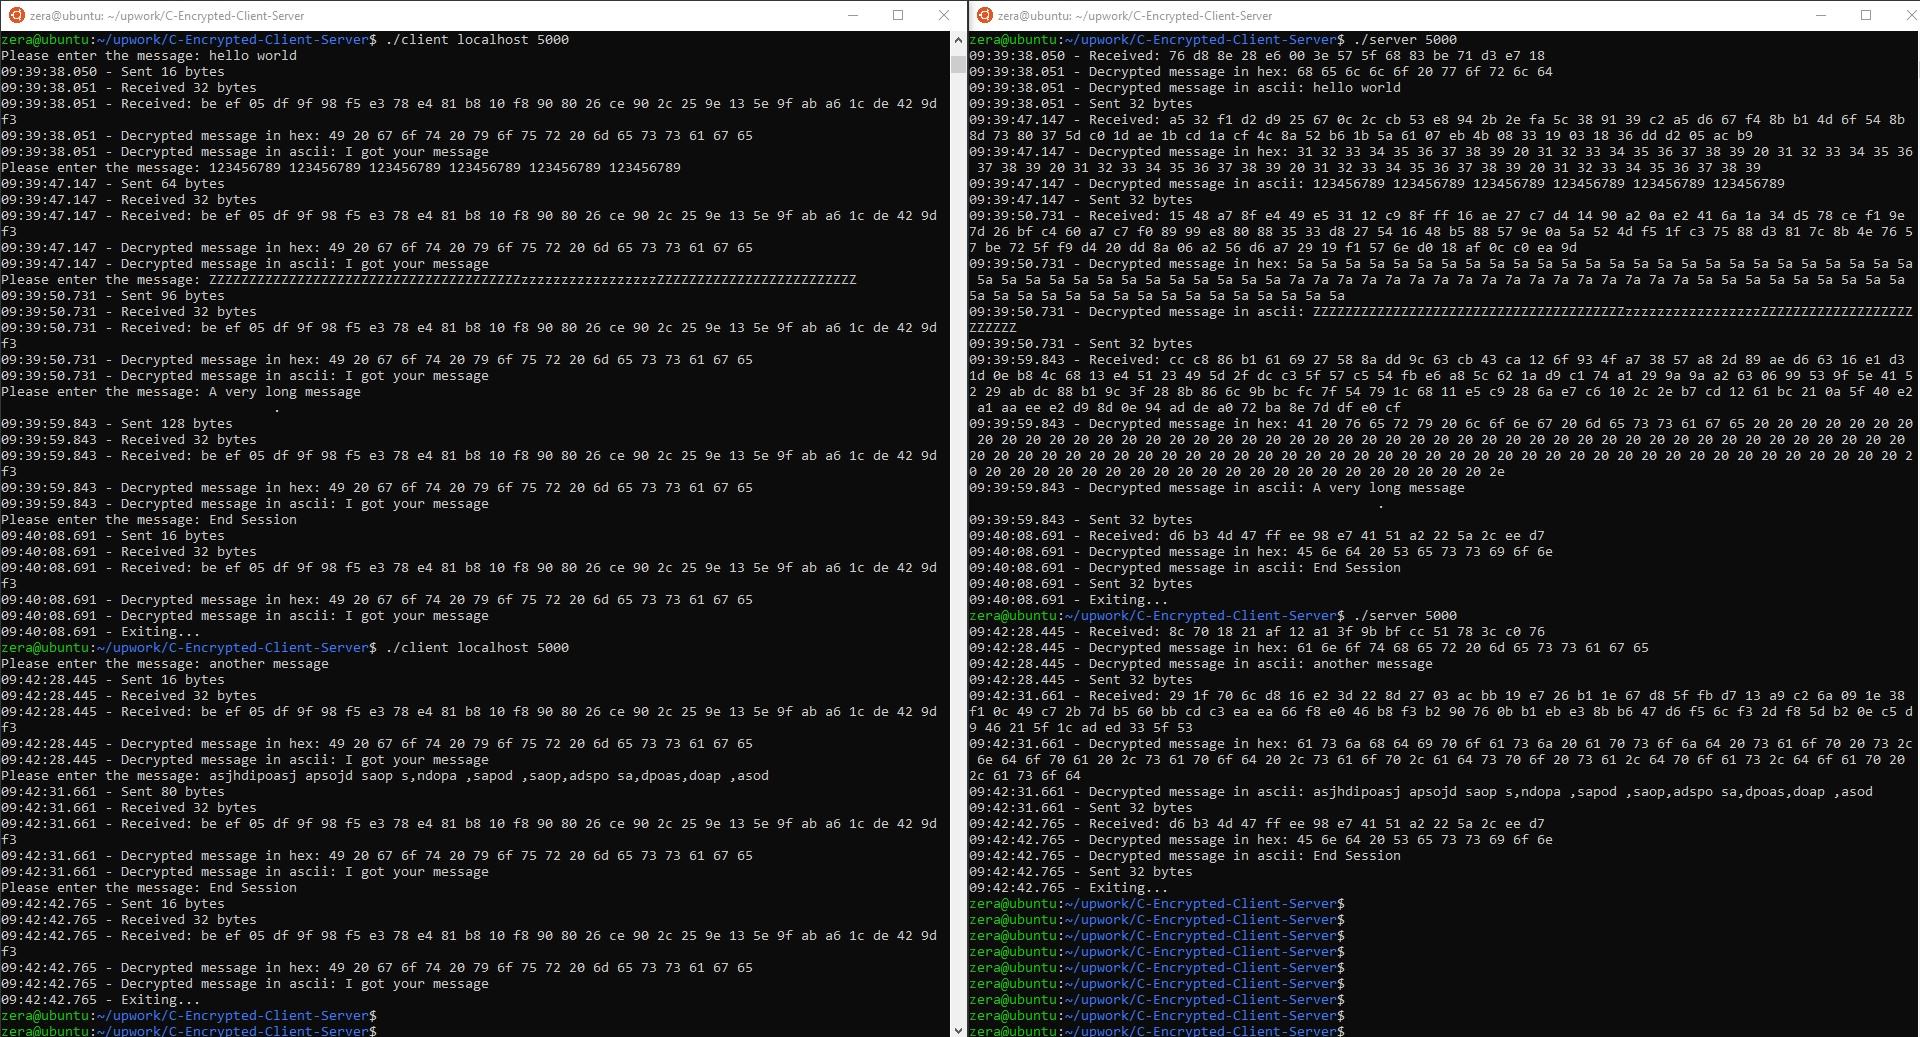 zera@ubuntu: ~/upwork/C-Encrypted-Client-Server
zera@ubuntu:~/upwork/C-Encrypted-Client-Server$ ./client localhost 5000
Please enter the message: hello world
09:39:38.050 - Sent 16 bytes
09:39:38.051 - Received 32 bytes
09:39:38.051 - Received: be ef 05 df 9f 98 f5 e3 78 e4 81 b8 10 f8 90 80 26 ce 90 2c 25 9e 13 5e 9f ab a6 1c de 42 9d
f3
09:39:38.051 - Decrypted message in hex: 49 20 67 6f 74 20 79 6f 75 72 20 6d 65 73 73 61 67 65
09:39:38.051 - Decrypted message in ascii: I got your message
Please enter the message: 123456789 123456789 123456789 123456789 123456789 123456789
09:39:47.147 - Sent 64 bytes
09:39:47.147 - Received 32 bytes
09:39:47.147 - Received: be ef 05 df 9f 98 f5 e3 78 e4 81 b8 10 f8 90 80 26 ce 90 2c 25 9e 13 5e 9f ab a6 1c de 42 9d
f3
09:39:47.147 - Decrypted message in hex: 49 20 67 6f 74 20 79 6f 75 72 20 6d 65 73 73 61 67 65
09:39:47.147 - Decrypted message in ascii: I got your message
Please enter the message: ZZZZZZZZZZZZZZZZZZZZZZZZZZZZZZZZZZZZZZZzzzzzzzzzzzzzzzzzZZZZZZZZZZZZZZZZZZZZZZZZZ
09:39:50.731 - Sent 96 bytes
09:39:50.731 - Received 32 bytes
09:39:50.731 - Received: be ef 05 df 9f 98 f5 e3 78 e4 81 b8 10 f8 90 80 26 ce 90 2c 25 9e 13 5e 9f ab a6 1c de 42 9d
f3
09:39:50.731 - Decrypted message in hex: 49 20 67 6f 74 20 79 6f 75 72 20 6d 65 73 73 61 67 65
09:39:50.731 - Decrypted message in ascii: I got your message
Please enter the message: A very long message
.
09:39:59.843 - Sent 128 bytes
09:39:59.843 - Received 32 bytes
09:39:59.843 - Received: be ef 05 df 9f 98 f5 e3 78 e4 81 b8 10 f8 90 80 26 ce 90 2c 25 9e 13 5e 9f ab a6 1c de 42 9d
f3
09:39:59.843 - Decrypted message in hex: 49 20 67 6f 74 20 79 6f 75 72 20 6d 65 73 73 61 67 65
09:39:59.843 - Decrypted message in ascii: I got your message
Please enter the message: End Session
09:40:08.691 - Sent 16 bytes
09:40:08.691 - Received 32 bytes
09:40:08.691 - Received: be ef 05 df 9f 98 f5 e3 78 e4 81 b8 10 f8 90 80 26 ce 90 2c 25 9e 13 5e 9f ab a6 1c de 42 9d
f3
09:40:08.691 - Decrypted message in hex: 49 20 67 6f 74 20 79 6f 75 72 20 6d 65 73 73 61 67 65
09:40:08.691 - Decrypted message in ascii: I got your message
09:40:08.691 - Exiting...
zera@ubuntu:~/upwork/C-Encrypted-Client-Server$ ./client localhost 5000
Please enter the message: another message
09:42:28.445 - Sent 16 bytes
09:42:28.445 - Received 32 bytes
09:42:28.445 - Received: be ef 05 df 9f 98 f5 e3 78 e4 81 b8 10 f8 90 80 26 ce 90 2c 25 9e 13 5e 9f ab a6 1c de 42 9d
f3
09:42:28.445 - Decrypted message in hex: 49 20 67 6f 74 20 79 6f 75 72 20 6d 65 73 73 61 67 65
09:42:28.445 - Decrypted message in ascii: I got your message
Please enter the message: asjhdipoasj apsojd saop s,ndopa ,sapod ,saop,adspo sa,dpoas,doap ,asod
09:42:31.661 - Sent 80 bytes
09:42:31.661 - Received 32 bytes
09:42:31.661 - Received: be ef 05 df 9f 98 f5 e3 78 e4 81 b8 10 f8 90 80 26 ce 90 2c 25 9e 13 5e 9f ab a6 1c de 42 9d
f3
09:42:31.661 - Decrypted message in hex: 49 20 67 6f 74 20 79 6f 75 72 20 6d 65 73 73 61 67 65
09:42:31.661 - Decrypted message in ascii: I got your message
Please enter the message: End Session
09:42:42.765 - Sent 16 bytes
09:42:42.765 - Received 32 bytes
09:42:42.765 - Received: be ef 05 df 9f 98 f5 e3 78 e4 81 b8 10 f8 90 80 26 ce 90 2c 25 9e 13 5e 9f ab a6 1c de 42 9d
f3
09:42:42.765 - Decrypted message in hex: 49 20 67 6f 74 20 79 6f 75 72 20 6d 65 73 73 61 67 65
09:42:42.765 - Decrypted message in ascii: I got your message
09:42:42.765 - Exiting...
zera@ubuntu:~/upwork/C-Encrypted-Client-Server$
zera@ubuntu:~/upwork/C-Encrypted-Client-Server$
zera@ubuntu: ~/upwork/C-Encrypted-Client-Server
zera@ubuntu:~/upwork/C-Encrypted-Client-Server$ ./server 5000
09:39:38.050 - Received: 76 d8 8e 28 e6 00 3e 57 5f 68 83 be 71 d3 e7 18
09:39:38.051 - Decrypted message in hex: 68 65 6c 6c 6f 20 77 6f 72 6c 64
09:39:38.051 - Decrypted message in ascii: hello world
09:39:38.051 - Sent 32 bytes
09:39:47.147 - Received: a5 32 f1 d2 d9 25 67 0c 2c cb 53 e8 94 2b 2e fa 5c 38 91 39 c2 a5 d6 67 f4 8b b1 4d 6f 54 8b
8d 73 80 37 5d c0 1d ae 1b cd 1a cf 4c 8a 52 b6 1b 5a 61 07 eb 4b 08 33 19 03 18 36 dd d2 05 ac b9
09:39:47.147 - Decrypted message in hex: 31 32 33 34 35 36 37 38 39 20 31 32 33 34 35 36 37 38 39 20 31 32 33 34 35 36
37 38 39 20 31 32 33 34 35 36 37 38 39 20 31 32 33 34 35 36 37 38 39 20 31 32 33 34 35 36 37 38 39
09:39:47.147 - Decrypted message in ascii: 123456789 123456789 123456789 123456789 123456789 123456789
09:39:47.147 - Sent 32 bytes
09:39:50.731 - Received: 15 48 a7 8f e4 49 e5 31 12 c9 8f ff 16 ae 27 c7 d4 14 90 a2 0a e2 41 6a 1a 34 d5 78 ce f1 9e
7d 26 bf c4 60 a7 c7 f0 89 99 e8 80 88 35 33 d8 27 54 16 48 b5 88 57 9e 0a 5a 52 4d f5 1f c3 75 88 d3 81 7c 8b 4e 76 5
7 be 72 5f f9 d4 20 dd 8a 06 a2 56 d6 a7 29 19 f1 57 6e d0 18 af 0c c0 ea 9d
09:39:50.731 - Decrypted message in hex: 5a 5a 5a 5a 5a 5a 5a 5a 5a 5a 5a 5a 5a 5a 5a 5a 5a 5a 5a 5a 5a 5a 5a 5a 5a 5a
5a 5a 5a 5a 5a 5a 5a 5a 5a 5a 5a 5a 5a 7a 7a 7a 7a 7a 7a 7a 7a 7a 7a 7a 7a 7a 7a 7a 7a 7a 5a 5a 5a 5a 5a 5a 5a 5a 5a
5a 5a 5a 5a 5a 5a 5a 5a 5a 5a 5a 5a 5a 5a 5a 5a
09:39:50.731 - Decrypted message in ascii: ZZZZZZZZZZZZZZZZZZZZZZZZZZZZZZZZZZZZZZZzzzzzzzzzzzzzzzzzZZZZZZZZZZZZZZZZZZZ
ZZZZZZ
09:39:50.731 - Sent 32 bytes
09:39:59.843 - Received: cc c8 86 b1 61 69 27 58 8a dd 9c 63 cb 43 ca 12 6f 93 4f a7 38 57 a8 2d 89 ae d6 63 16 e1 d3
1d 0e b8 4c 68 13 e4 51 23 49 5d 2f dc c3 5f 57 c5 54 fb e6 a8 5c 62 1a d9 c1 74 a1 29 9a 9a a2 63 06 99 53 9f 5e 41 5
2 29 ab dc 88 b1 9c 3f 28 8b 86 6c 9b bc fc 7f 54 79 1c 68 11 e5 c9 28 6a e7 c6 10 2c 2e b7 cd 12 61 bc 21 0a 5f 40 e2
a1 aa ee e2 d9 8d 0e 94 ad de a0 72 ba 8e 7d df e0 cf
09:39:59.843 - Decrypted message in hex: 41 20 76 65 72 79 20 6c 6f 6e 67 20 6d 65 73 73 61 67 65 20 20 20 20 20 20 20
20 20 20 20 20 20 20 20 20 20 20 20 20 20 20 20 20 20 20 20 20 20 20 20 20 20 20 20 20 20 20 20 20 20 20 20 20 20 20
20 20 20 20 20 20 20 20 20 20 20 20 20 20 20 20 20 20 20 20 20 20 20 20 20 20 20 20 20 20 20 20 20 20 20 20 20 20 20 2
0 20 20 20 20 20 20 20 20 20 20 20 20 20 20 20 20 20 20 20 20 20 2e
09:39:59.843 - Decrypted message in ascii: A very long message
.
09:39:59.843 - Sent 32 bytes
09:40:08.691 - Received: d6 b3 4d 47 ff ee 98 e7 41 51 a2 22 5a 2c ee d7
09:40:08.691 - Decrypted message in hex: 45 6e 64 20 53 65 73 73 69 6f 6e
09:40:08.691 - Decrypted message in ascii: End Session
09:40:08.691 - Sent 32 bytes
09:40:08.691 - Exiting...
zera@ubuntu:~/upwork/C-Encrypted-Client-Server$ ./server 5000
09:42:28.445 - Received: 8c 70 18 21 af 12 a1 3f 9b bf cc 51 78 3c c0 76
09:42:28.445 - Decrypted message in hex: 61 6e 6f 74 68 65 72 20 6d 65 73 73 61 67 65
09:42:28.445 - Decrypted message in ascii: another message
09:42:28.445 - Sent 32 bytes
09:42:31.661 - Received: 29 1f 70 6c d8 16 e2 3d 22 8d 27 03 ac bb 19 e7 26 b1 1e 67 d8 5f fb d7 13 a9 c2 6a 09 1e 38
f1 0c 49 c7 2b 7d b5 60 bb cd c3 ea ea 66 f8 e0 46 b8 f3 b2 90 76 0b b1 eb e3 8b b6 47 d6 f5 6c f3 2d f8 5d b2 0e c5 d
9 46 21 5f 1c ad ed 33 5f 53
09:42:31.661 - Decrypted message in hex: 61 73 6a 68 64 69 70 6f 61 73 6a 20 61 70 73 6f 6a 64 20 73 61 6f 70 20 73 2c
6e 64 6f 70 61 20 2c 73 61 70 6f 64 20 2c 73 61 6f 70 2c 61 64 73 70 6f 20 73 61 2c 64 70 6f 61 73 2c 64 6f 61 70 20
2c 61 73 6f 64
09:42:31.661 - Decrypted message in ascii: asjhdipoasj apsojd saop s,ndopa ,sapod ,saop,adspo sa,dpoas,doap ,asod
09:42:31.661 - Sent 32 bytes
09:42:42.765 - Received: d6 b3 4d 47 ff ee 98 e7 41 51 a2 22 5a 2c ee d7
09:42:42.765 - Decrypted message in hex: 45 6e 64 20 53 65 73 73 69 6f 6e
09:42:42.765 - Decrypted message in ascii: End Session
09:42:42.765 - Sent 32 bytes
09:42:42.765 - Exiting...
zera@ubuntu:~/upwork/C-Encrypted-Client-Server$
zera@ubuntu:~/upwork/C-Encrypted-Client-Server$
zera@ubuntu:~/upwork/C-Encrypted-Client-Server$
zera@ubuntu:~/upwork/C-Encrypted-Client-Server$
zera@ubuntu:~/upwork/C-Encrypted-Client-Server$
zera@ubuntu:~/upwork/C-Encrypted-Client-Server$
zera@ubuntu:~/upwork/C-Encrypted-Client-Server$
zera@ubuntu:~/upwork/C-Encrypted-Client-Server$
zera@ubuntu:~/upwork/C-Encrypted-Client-Server$